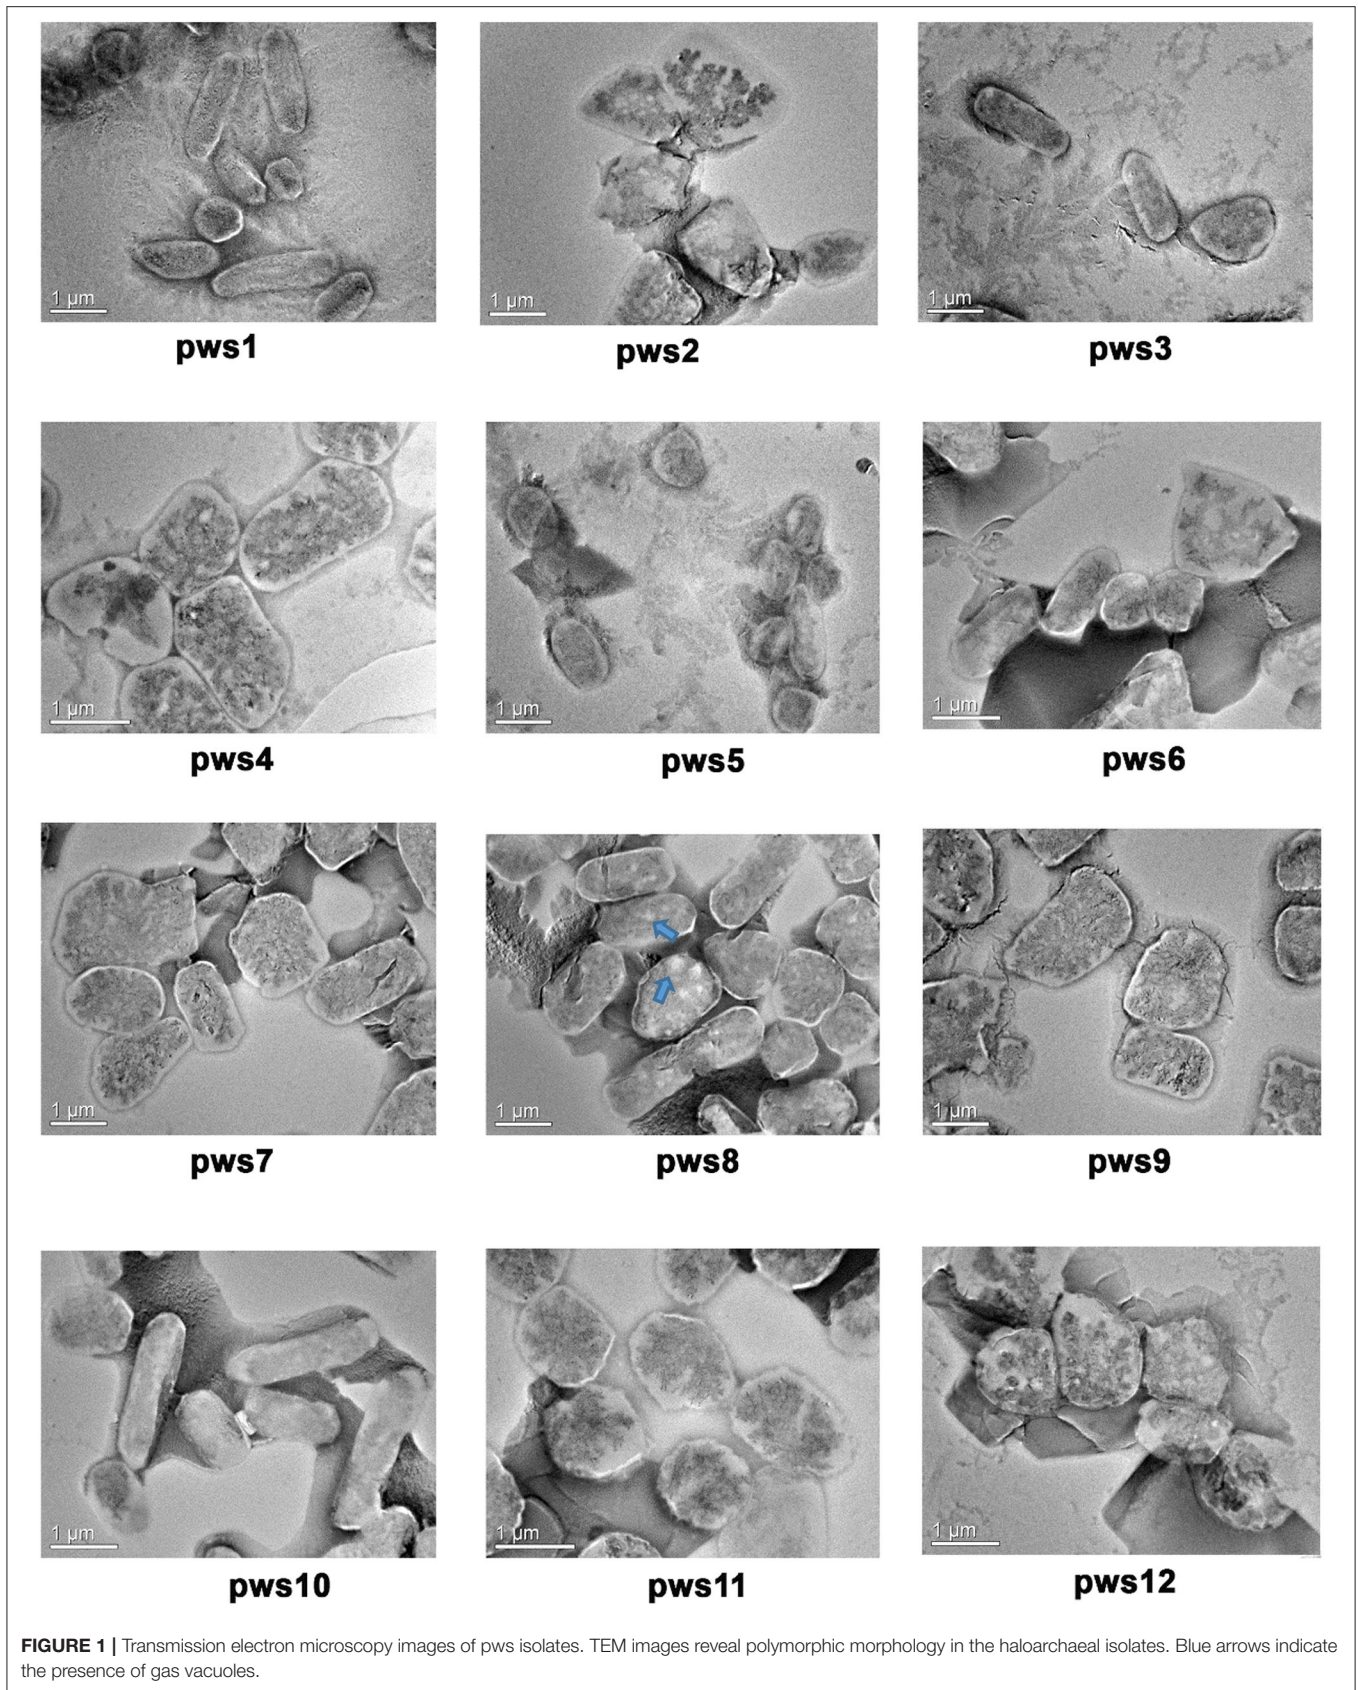 1 µm
1 µm
1 µm
pws1
pws2
pws3
1 µm
1 µm
1 µm
pws4
pws5
pws6
1 µm
1 µm
1 µm
pws7
pws8
pws9
1 µm
1 µm
1 µm
pws10
pws11
pws12
FIGURE 1 | Transmission electron microscopy images of pws isolates. TEM images reveal polymorphic morphology in the haloarchaeal isolates. Blue arrows indicate
the presence of gas vacuoles.